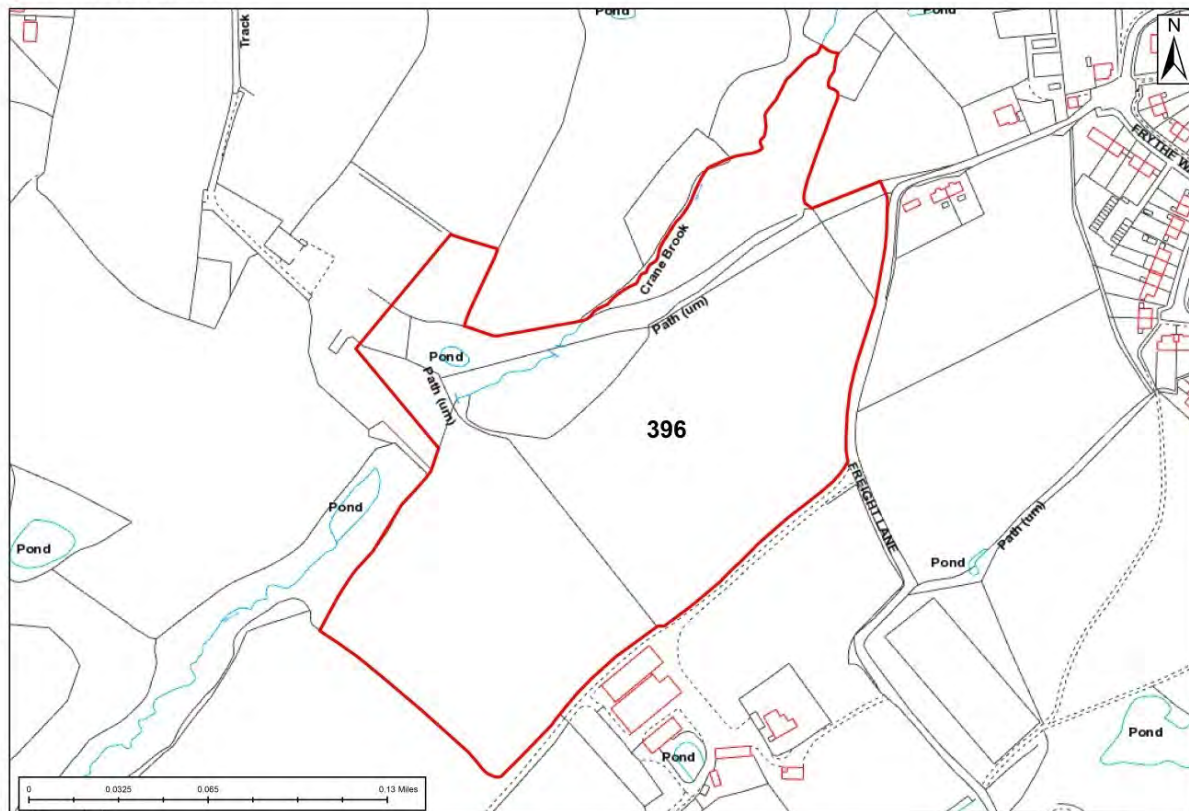 Pond
Pond
N
Track
FRYTHE W
Crane Brook
Path (um)
Pond
Path (um)
396
FREIGHT LANE
Pond
Pond
Path (um)
Pond
Pond
Pond
0 0.0325 0.065 0.13 Miles